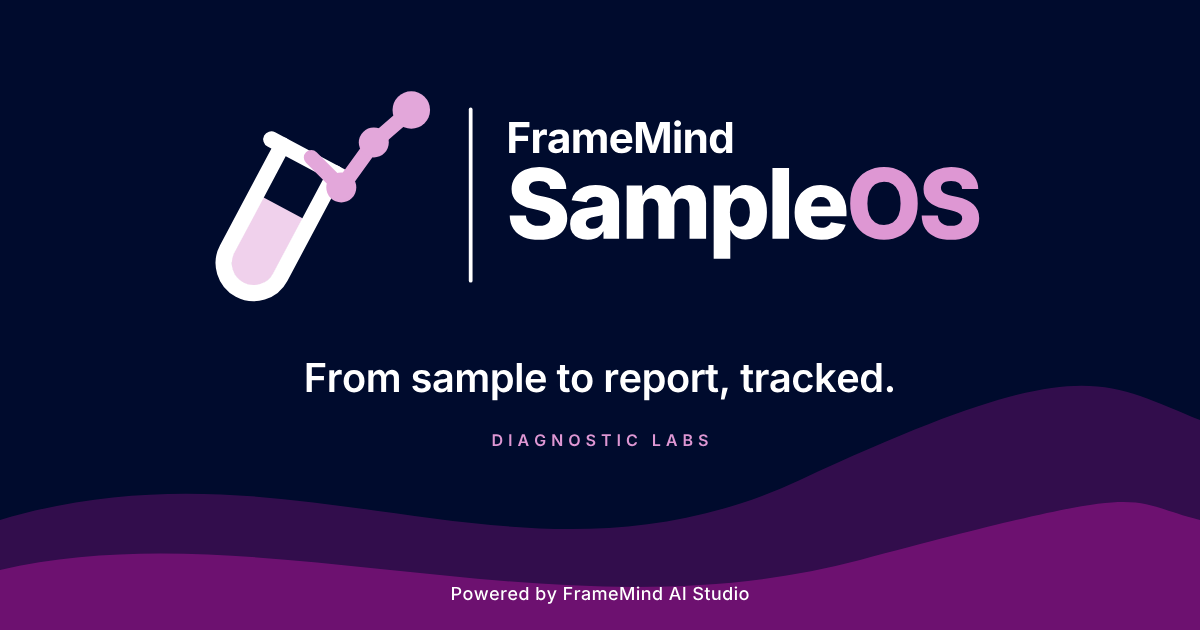 FrameMind
SampleOS
From sample to report, tracked.
DIAGNOSTIC LABS
Powered by FrameMind AI Studio